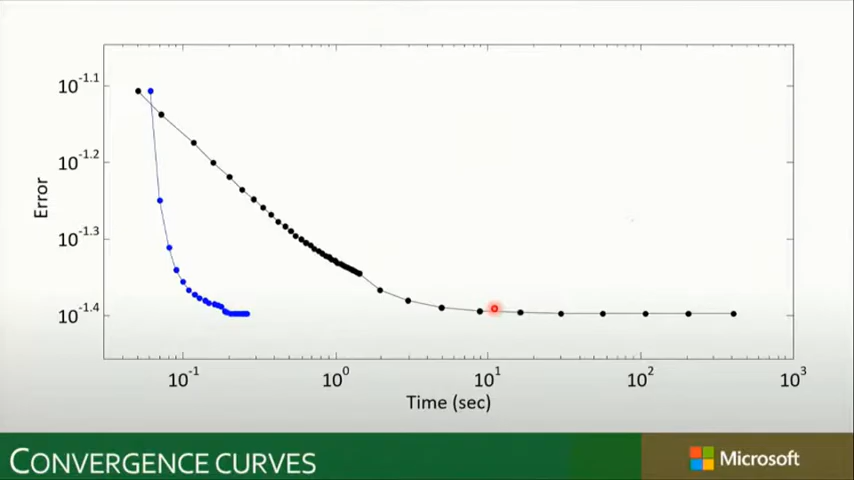 10^-1.1
10^-1.2
10^-1.3
10^-1.4
Error
10^-1 10^0 10^1 10^2 10^3
Time (sec)
CONVERGENCE CURVES
Microsoft